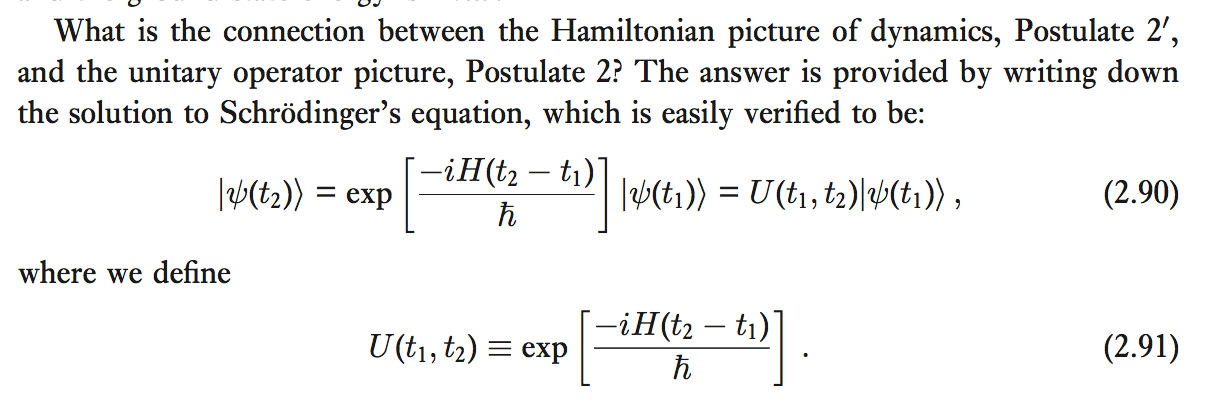 What is the connection between the Hamiltonian picture of dynamics, Postulate 2′,
and the unitary operator picture, Postulate 2? The answer is provided by writing down
the solution to Schrödinger’s equation, which is easily verified to be:
|ψ(t₂)⟩ = exp [−iH(t₂ − t₁)/ℏ] |ψ(t₁)⟩ = U(t₁, t₂)|ψ(t₁)⟩ , (2.90)
where we define
U(t₁, t₂) ≡ exp [−iH(t₂ − t₁)/ℏ] . (2.91)